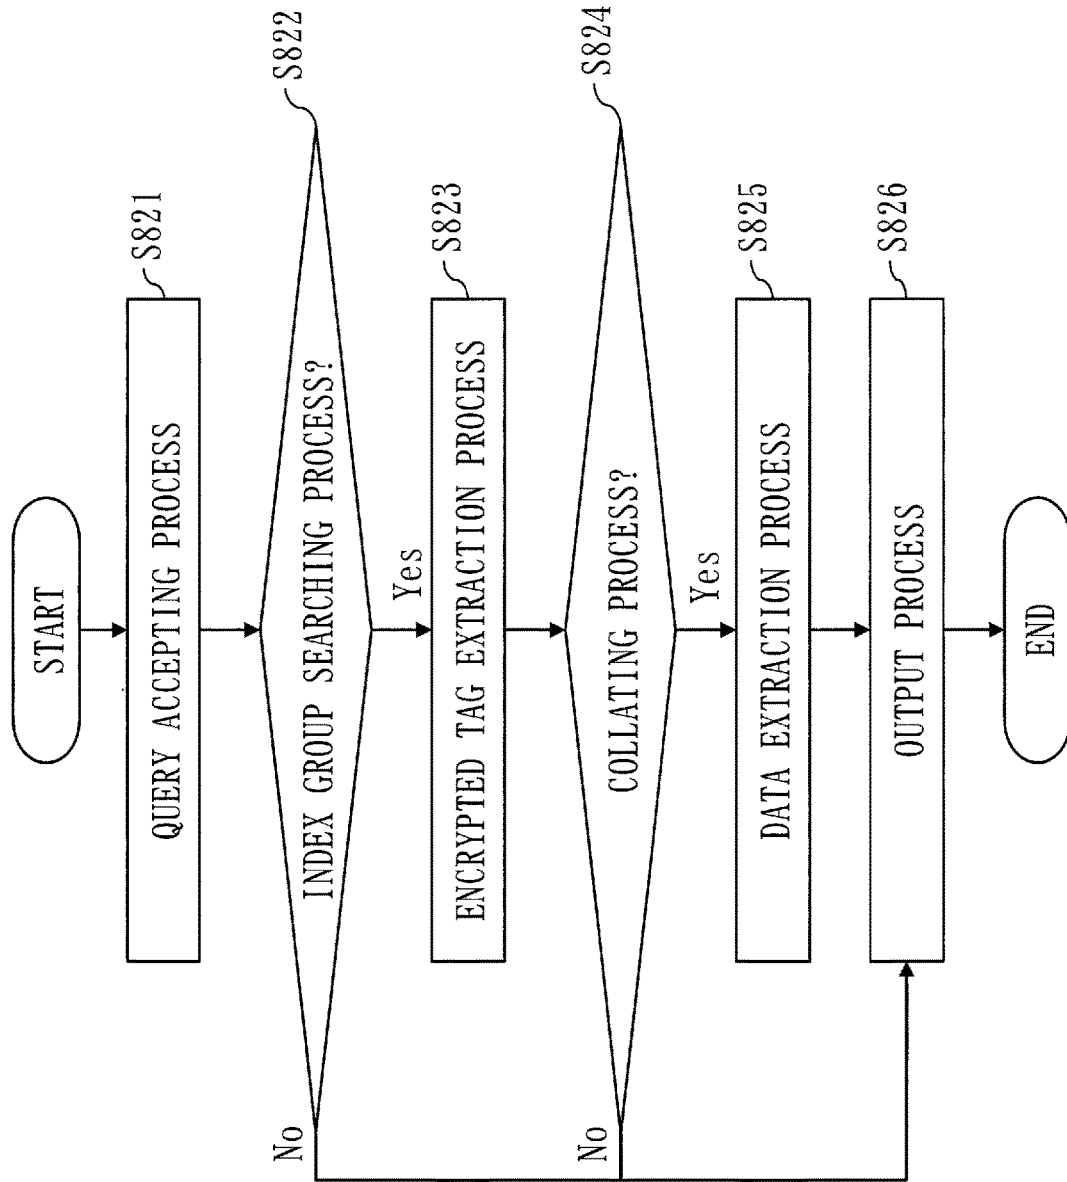 START
QUERY ACCEPTING PROCESS
S821
INDEX GROUP SEARCHING PROCESS?
S822
No
Yes
ENCRYPTED TAG EXTRACTION PROCESS
S823
COLLATING PROCESS?
S824
No
Yes
DATA EXTRACTION PROCESS
S825
OUTPUT PROCESS
S826
END